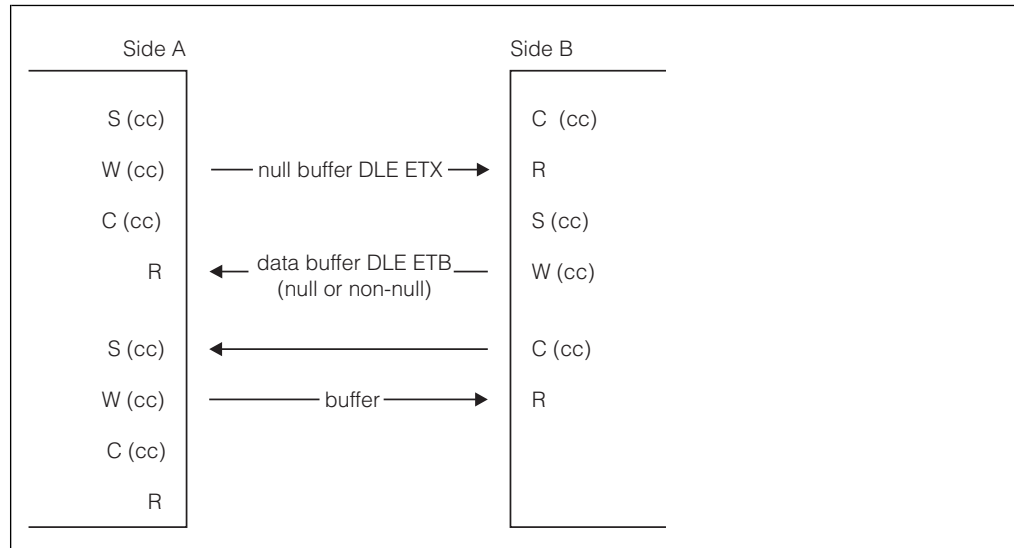 Side A Side B
S (cc) C (cc)
W (cc) null buffer DLE ETX R
C (cc) S (cc)
R data buffer DLE ETB W (cc)
(null or non-null)
S (cc) C (cc)
W (cc) buffer R
C (cc)
R